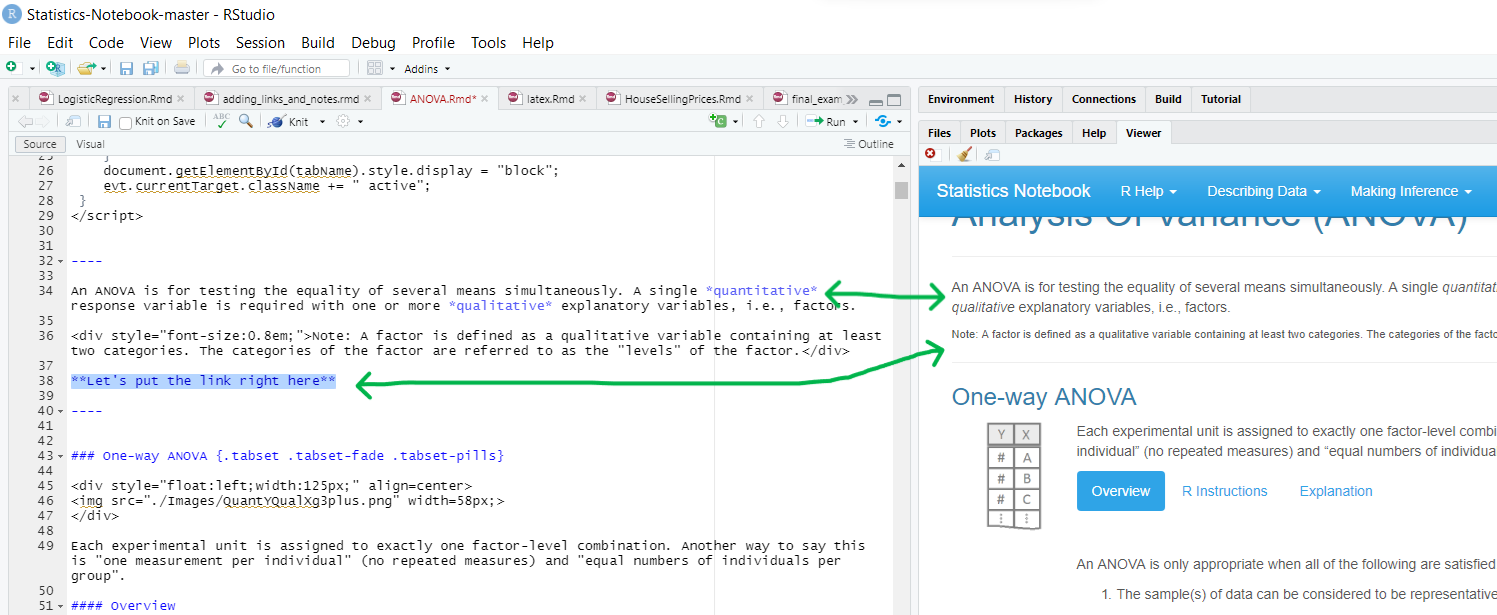 Statistics-Notebook-master - RStudio
File Edit Code View Plots Session Build Debug Profile Tools Help
Go to file/function Addins
LogisticRegression.Rmd adding_links_and_notes.rmd ANOVA.Rmd* latex.Rmd HouseSellingPrices.Rmd final_exam
Knit on Save ABC Knit Run
Source Visual Outline
25 }
26 document.getElementById(tabName).style.display = "block";
27 evt.currentTarget.className += " active";
28 }
29 </script>
30
31
32 ----
33
34 An ANOVA is for testing the equality of several means simultaneously. A single *quantitative*
response variable is required with one or more *qualitative* explanatory variables, i.e., factors.
35
36 <div style="font-size:0.8em;">Note: A factor is defined as a qualitative variable containing at least
two categories. The categories of the factor are referred to as the "levels" of the factor.</div>
37
38 **Let's put the link right here**
39
40 ----
41
42
43 ### One-way ANOVA {.tabset .tabset-fade .tabset-pills}
44
45 <div style="float:left;width:125px;" align=center>
46 <img src="./Images/QuantYQualXg3plus.png" width=58px;>
47 </div>
48
49 Each experimental unit is assigned to exactly one factor-level combination. Another way to say this
is "one measurement per individual" (no repeated measures) and "equal numbers of individuals per
group".
50
51 #### Overview
Environment History Connections Build Tutorial
Files Plots Packages Help Viewer
Statistics Notebook R Help Describing Data Making Inference
Analysis Of Variance (ANOVA)
An ANOVA is for testing the equality of several means simultaneously. A single quantitat
qualitative explanatory variables, i.e., factors.
Note: A factor is defined as a qualitative variable containing at least two categories. The categories of the facto
One-way ANOVA
Y X
# A
# B
# C
⋮ ⋮
Each experimental unit is assigned to exactly one factor-level combi
individual" (no repeated measures) and "equal numbers of individua
Overview R Instructions Explanation
An ANOVA is only appropriate when all of the following are satisfied
1. The sample(s) of data can be considered to be representative